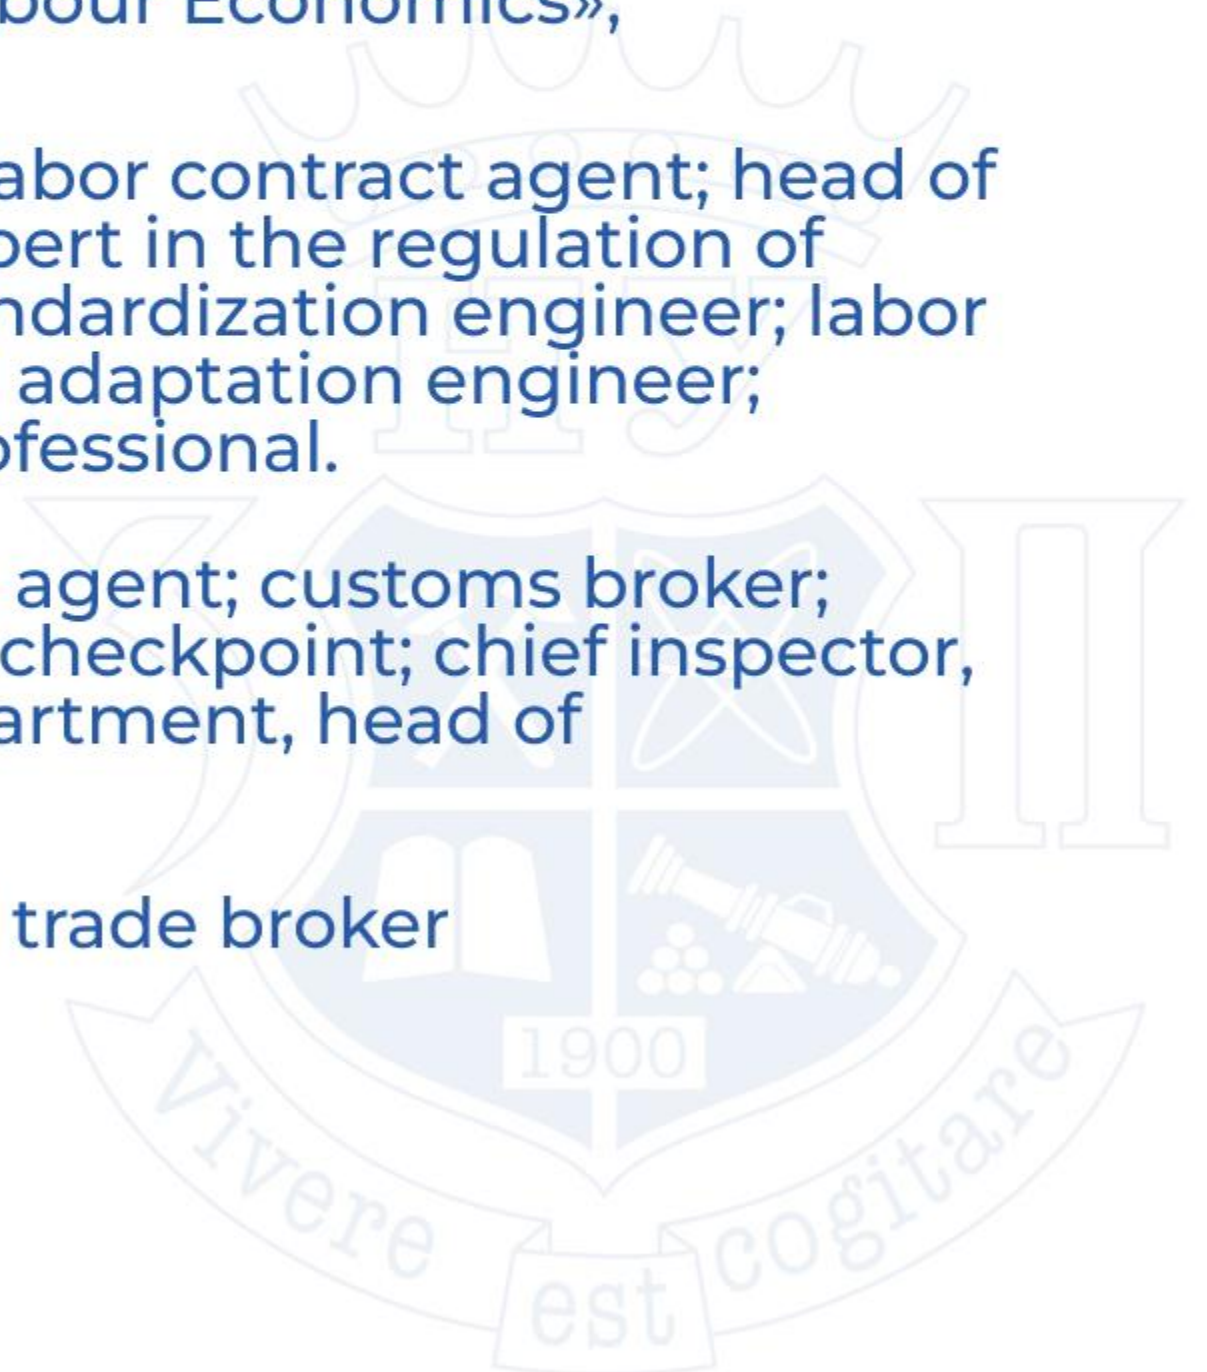 bour Economics»,
abor contract agent; head of
pert in the regulation of
ndardization engineer; labor
adaptation engineer;
ofessional.
agent; customs broker;
checkpoint; chief inspector,
artment, head of
trade broker
НУ
З П
1900
Vivere est cogitare